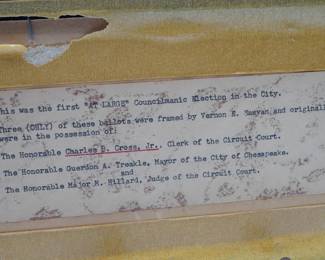 This was the first "AT LARGE" Councilmanic Election in the City.
Three (ONLY) of these ballots were framed by Vernon E. and originally
were in the possession of:
The Honorable Charles B. Cross, Jr., Clerk of the Circuit Court.
The Honorable Guerdon A. Treakle, Mayor of the City of Chesapeake.
and
The Honorable Major M. Hillard, Judge of the Circuit Court.